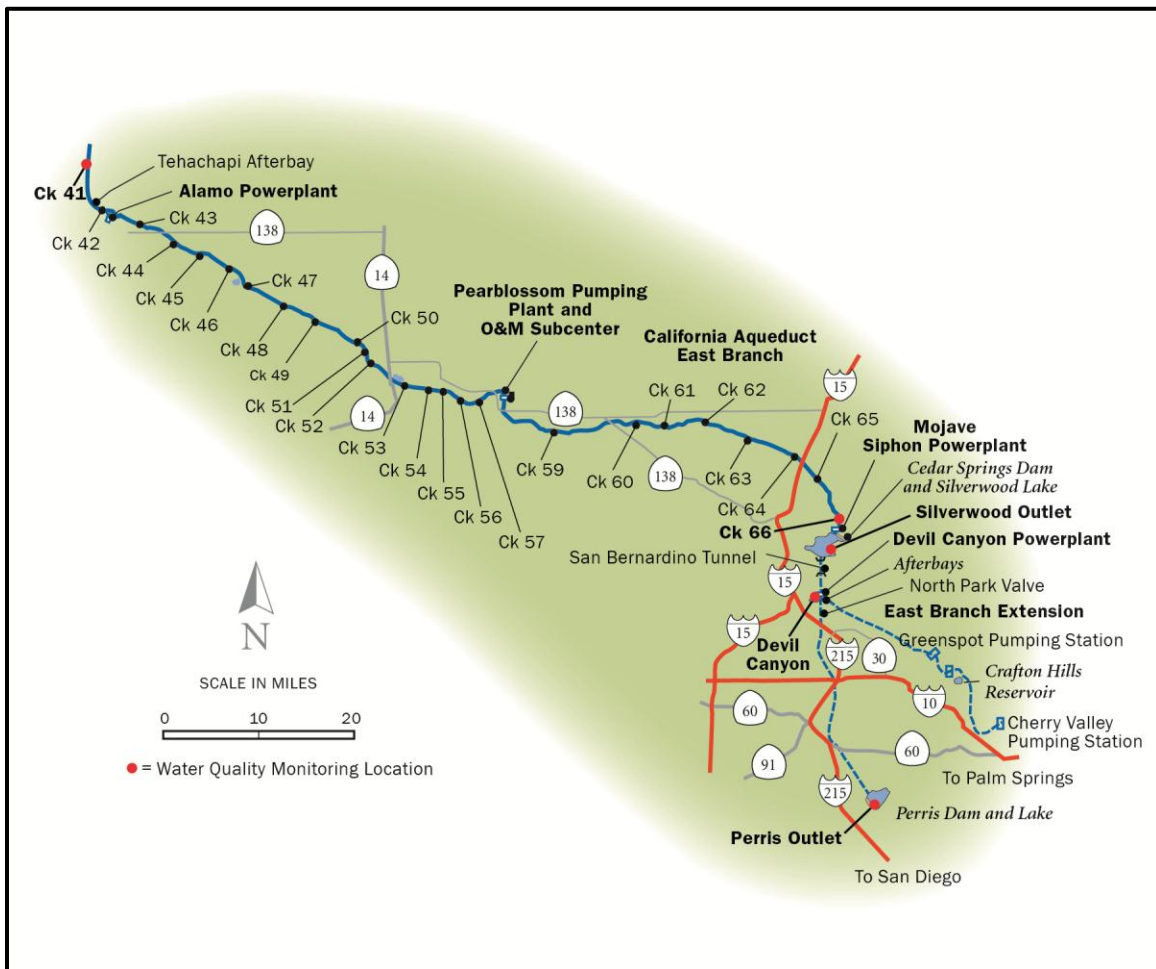 Tehachapi Afterbay
Ck 41
Alamo Powerplant
Ck 43
Ck 42
138
Ck 44
14
Ck 47
Ck 45
Pearblossom Pumping
Plant and
O&M Subcenter
Ck 46
Ck 50
California Aqueduct
East Branch
Ck 48
Ck 49
Ck 61
Ck 62
15
Ck 51
14
Ck 52
138
Ck 65
Mojave
Siphon Powerplant
Ck 53
Ck 59
Ck 60
138
Ck 63
Cedar Springs Dam
and Silverwood Lake
Ck 54
Ck 55
Ck 64
Ck 56
Silverwood Outlet
Ck 66
Ck 57
Devil Canyon Powerplant
San Bernardino Tunnel
Afterbays
15
North Park Valve
East Branch Extension
N
15
Devil
Canyon
215
30
Greenspot Pumping Station
Crafton Hills
Reservoir
SCALE IN MILES
10
0 10 20
60
Cherry Valley
Pumping Station
60
91
= Water Quality Monitoring Location
To Palm Springs
215
Perris Dam and Lake
Perris Outlet
To San Diego